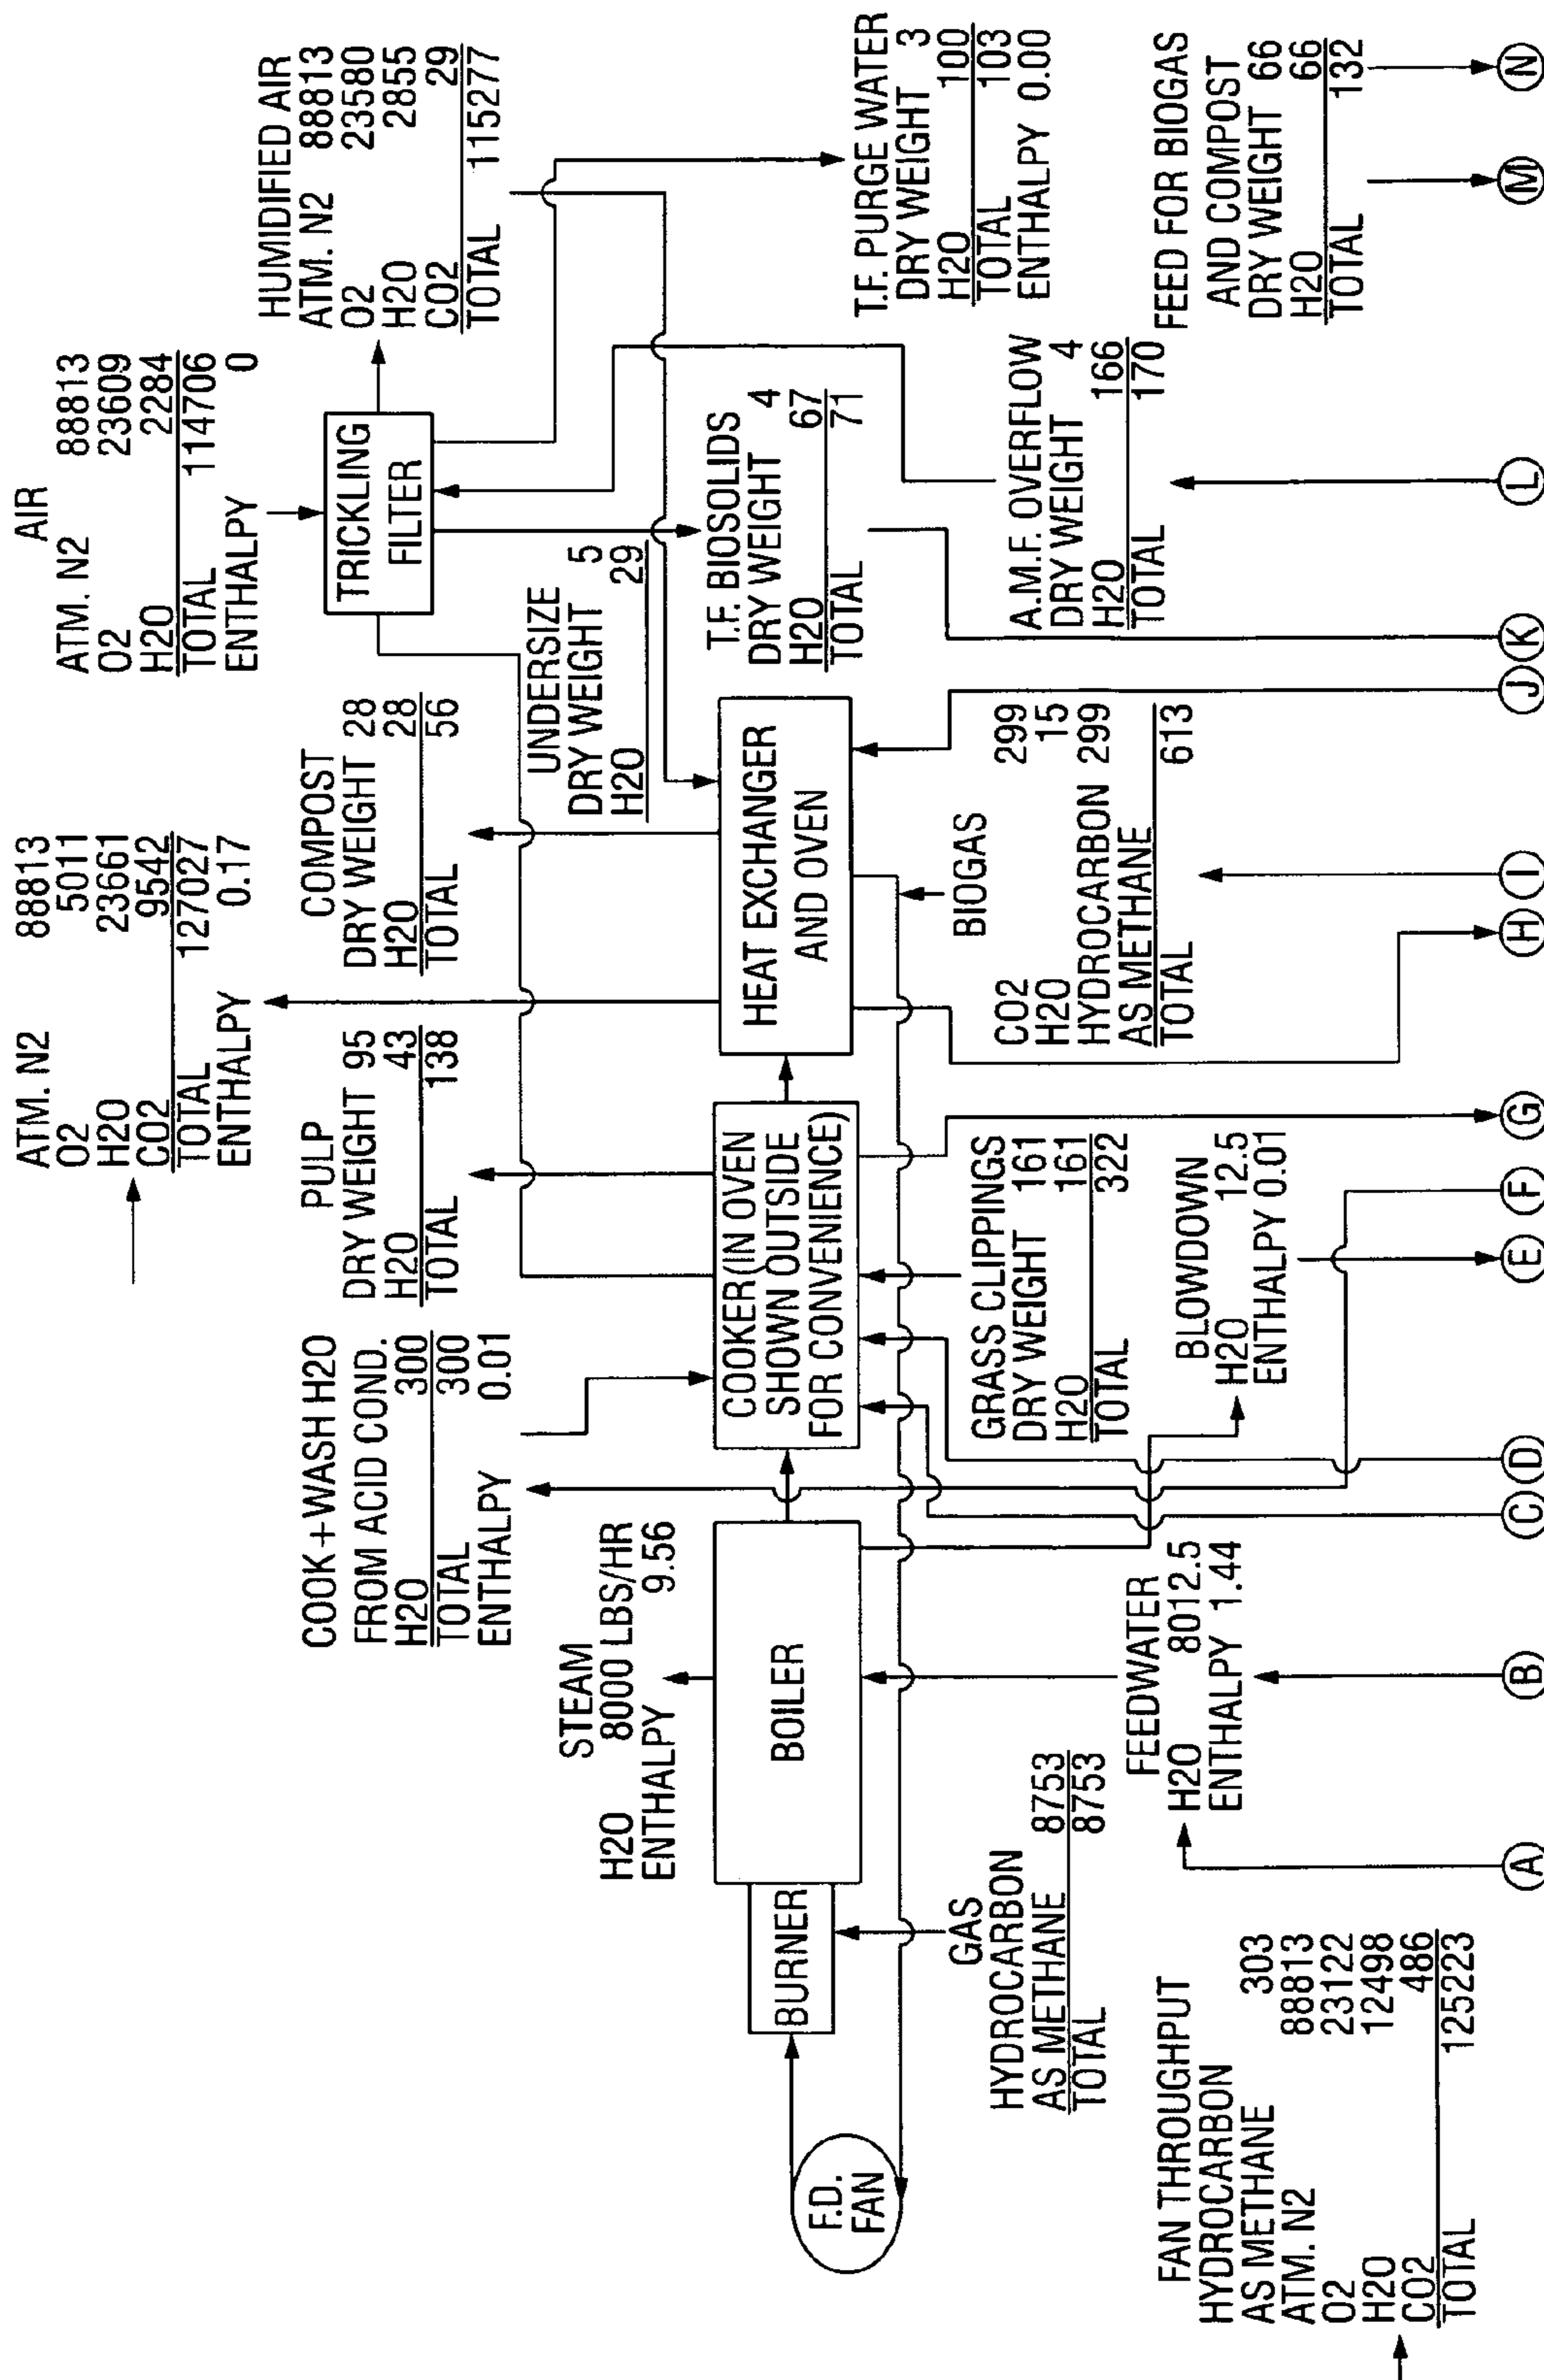 ATM. N2 88813
O2 5011
H2O 23661
CO2 9542
TOTAL 127027
ENTHALPY 0.17
AIR
ATM. N2 88813
O2 23609
H2O 2284
TOTAL 114706
ENTHALPY 0
HUMIDIFIED AIR
ATM. N2 88813
O2 23580
H2O 2855
CO2 29
TOTAL 115277
COOK+WASH H2O
FROM ACID COND.
H2O 300
TOTAL 300
ENTHALPY 0.01
PULP
DRY WEIGHT 95
H2O 43
TOTAL 138
COMPOST
DRY WEIGHT 28
H2O 28
TOTAL 56
TRICKLING
FILTER
UNDERSIZE
DRY WEIGHT 5
H2O 29
STEAM
H2O 8000 LBS/HR
ENTHALPY 9.56
T.F. BIOSOLIDS
DRY WEIGHT 4
H2O 67
TOTAL 71
T.F. PURGE WATER
DRY WEIGHT 3
H2O 100
TOTAL 103
ENTHALPY 0.00
F.D.
FAN
BURNER
BOILER
COOKER(IN OVEN
SHOWN OUTSIDE
FOR CONVENIENCE)
HEAT EXCHANGER
AND OVEN
GAS
HYDROCARBON
AS METHANE 8753
TOTAL 8753
GRASS CLIPPINGS
DRY WEIGHT 161
H2O 161
TOTAL 322
BIOGAS
CO2 299
H2O 15
HYDROCARBON 299
AS METHANE
TOTAL 613
A.M.F. OVERFLOW
DRY WEIGHT 4
H2O 166
TOTAL 170
FEED FOR BIOGAS
AND COMPOST
DRY WEIGHT 66
H2O 66
TOTAL 132
FAN THROUGHPUT
HYDROCARBON
AS METHANE 303
ATM. N2 88813
O2 23122
H2O 12498
CO2 486
TOTAL 125223
FEEDWATER
H2O 8012.5
ENTHALPY 1.44
BLOWDOWN
H2O 12.5
ENTHALPY 0.01
A
B
C
D
E
F
G
H
I
J
K
L
M
N